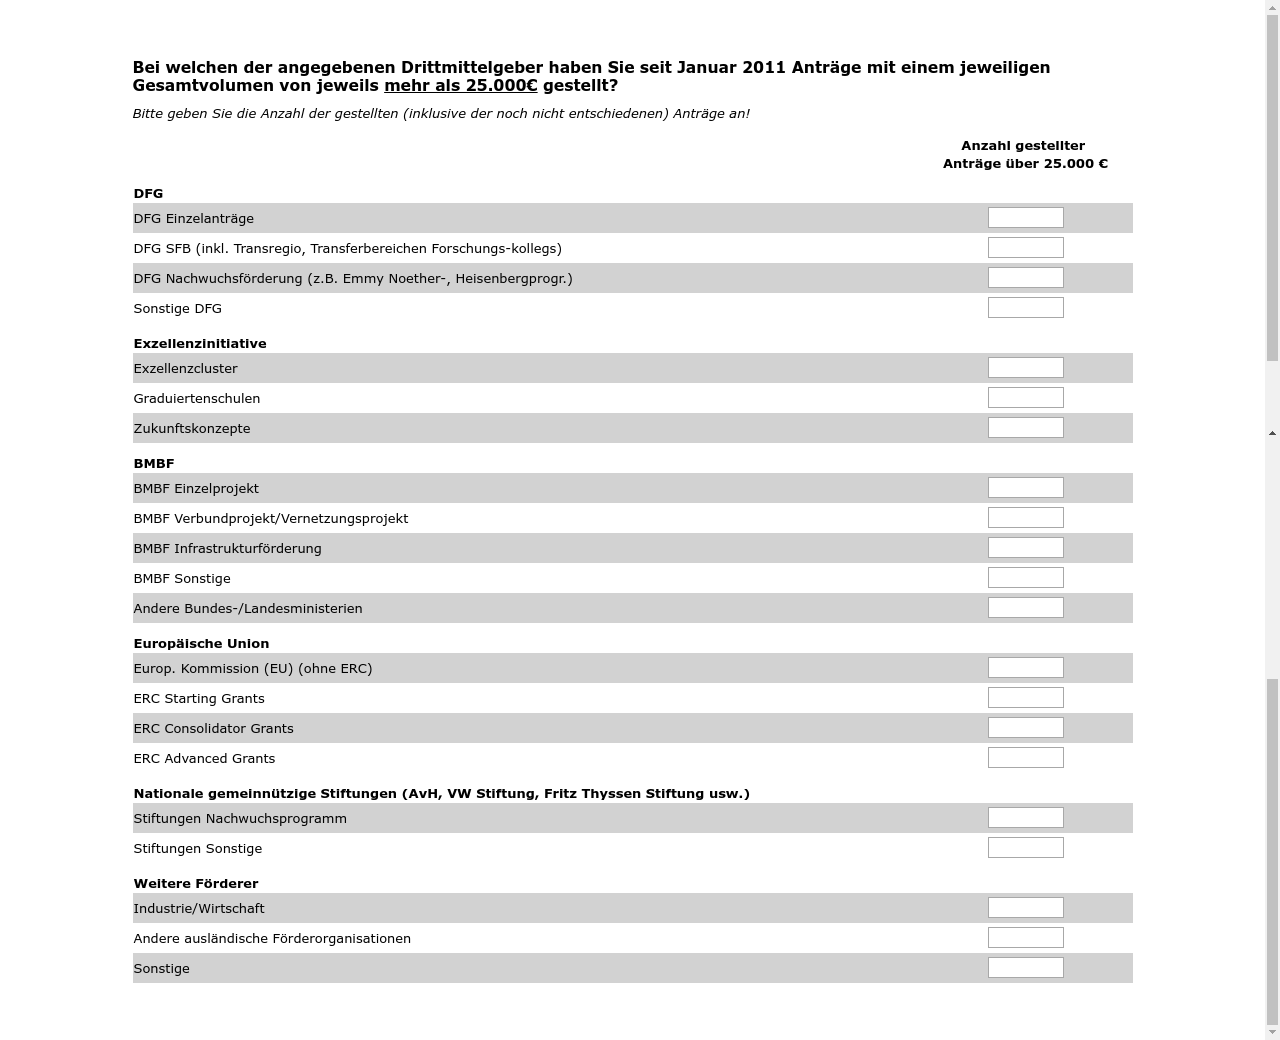 Bei welchen der angegebenen Drittmittelgeber haben Sie seit Januar 2011 Anträge mit einem jeweiligen
Gesamtvolumen von jeweils mehr als 25.000€ gestellt?
Bitte geben Sie die Anzahl der gestellten (inklusive der noch nicht entschiedenen) Anträge an!
Anzahl gestellter
Anträge über 25.000 €
DFG
DFG Einzelanträge
DFG SFB (inkl. Transregio, Transferbereichen Forschungs-kollegs)
DFG Nachwuchsförderung (z.B. Emmy Noether-, Heisenbergprogr.)
Sonstige DFG
Exzellenzinitiative
Exzellenzcluster
Graduiertenschulen
Zukunftskonzepte
BMBF
BMBF Einzelprojekt
BMBF Verbundprojekt/Vernetzungsprojekt
BMBF Infrastrukturförderung
BMBF Sonstige
Andere Bundes-/Landesministerien
Europäische Union
Europ. Kommission (EU) (ohne ERC)
ERC Starting Grants
ERC Consolidator Grants
ERC Advanced Grants
Nationale gemeinnützige Stiftungen (AvH, VW Stiftung, Fritz Thyssen Stiftung usw.)
Stiftungen Nachwuchsprogramm
Stiftungen Sonstige
Weitere Förderer
Industrie/Wirtschaft
Andere ausländische Förderorganisationen
Sonstige